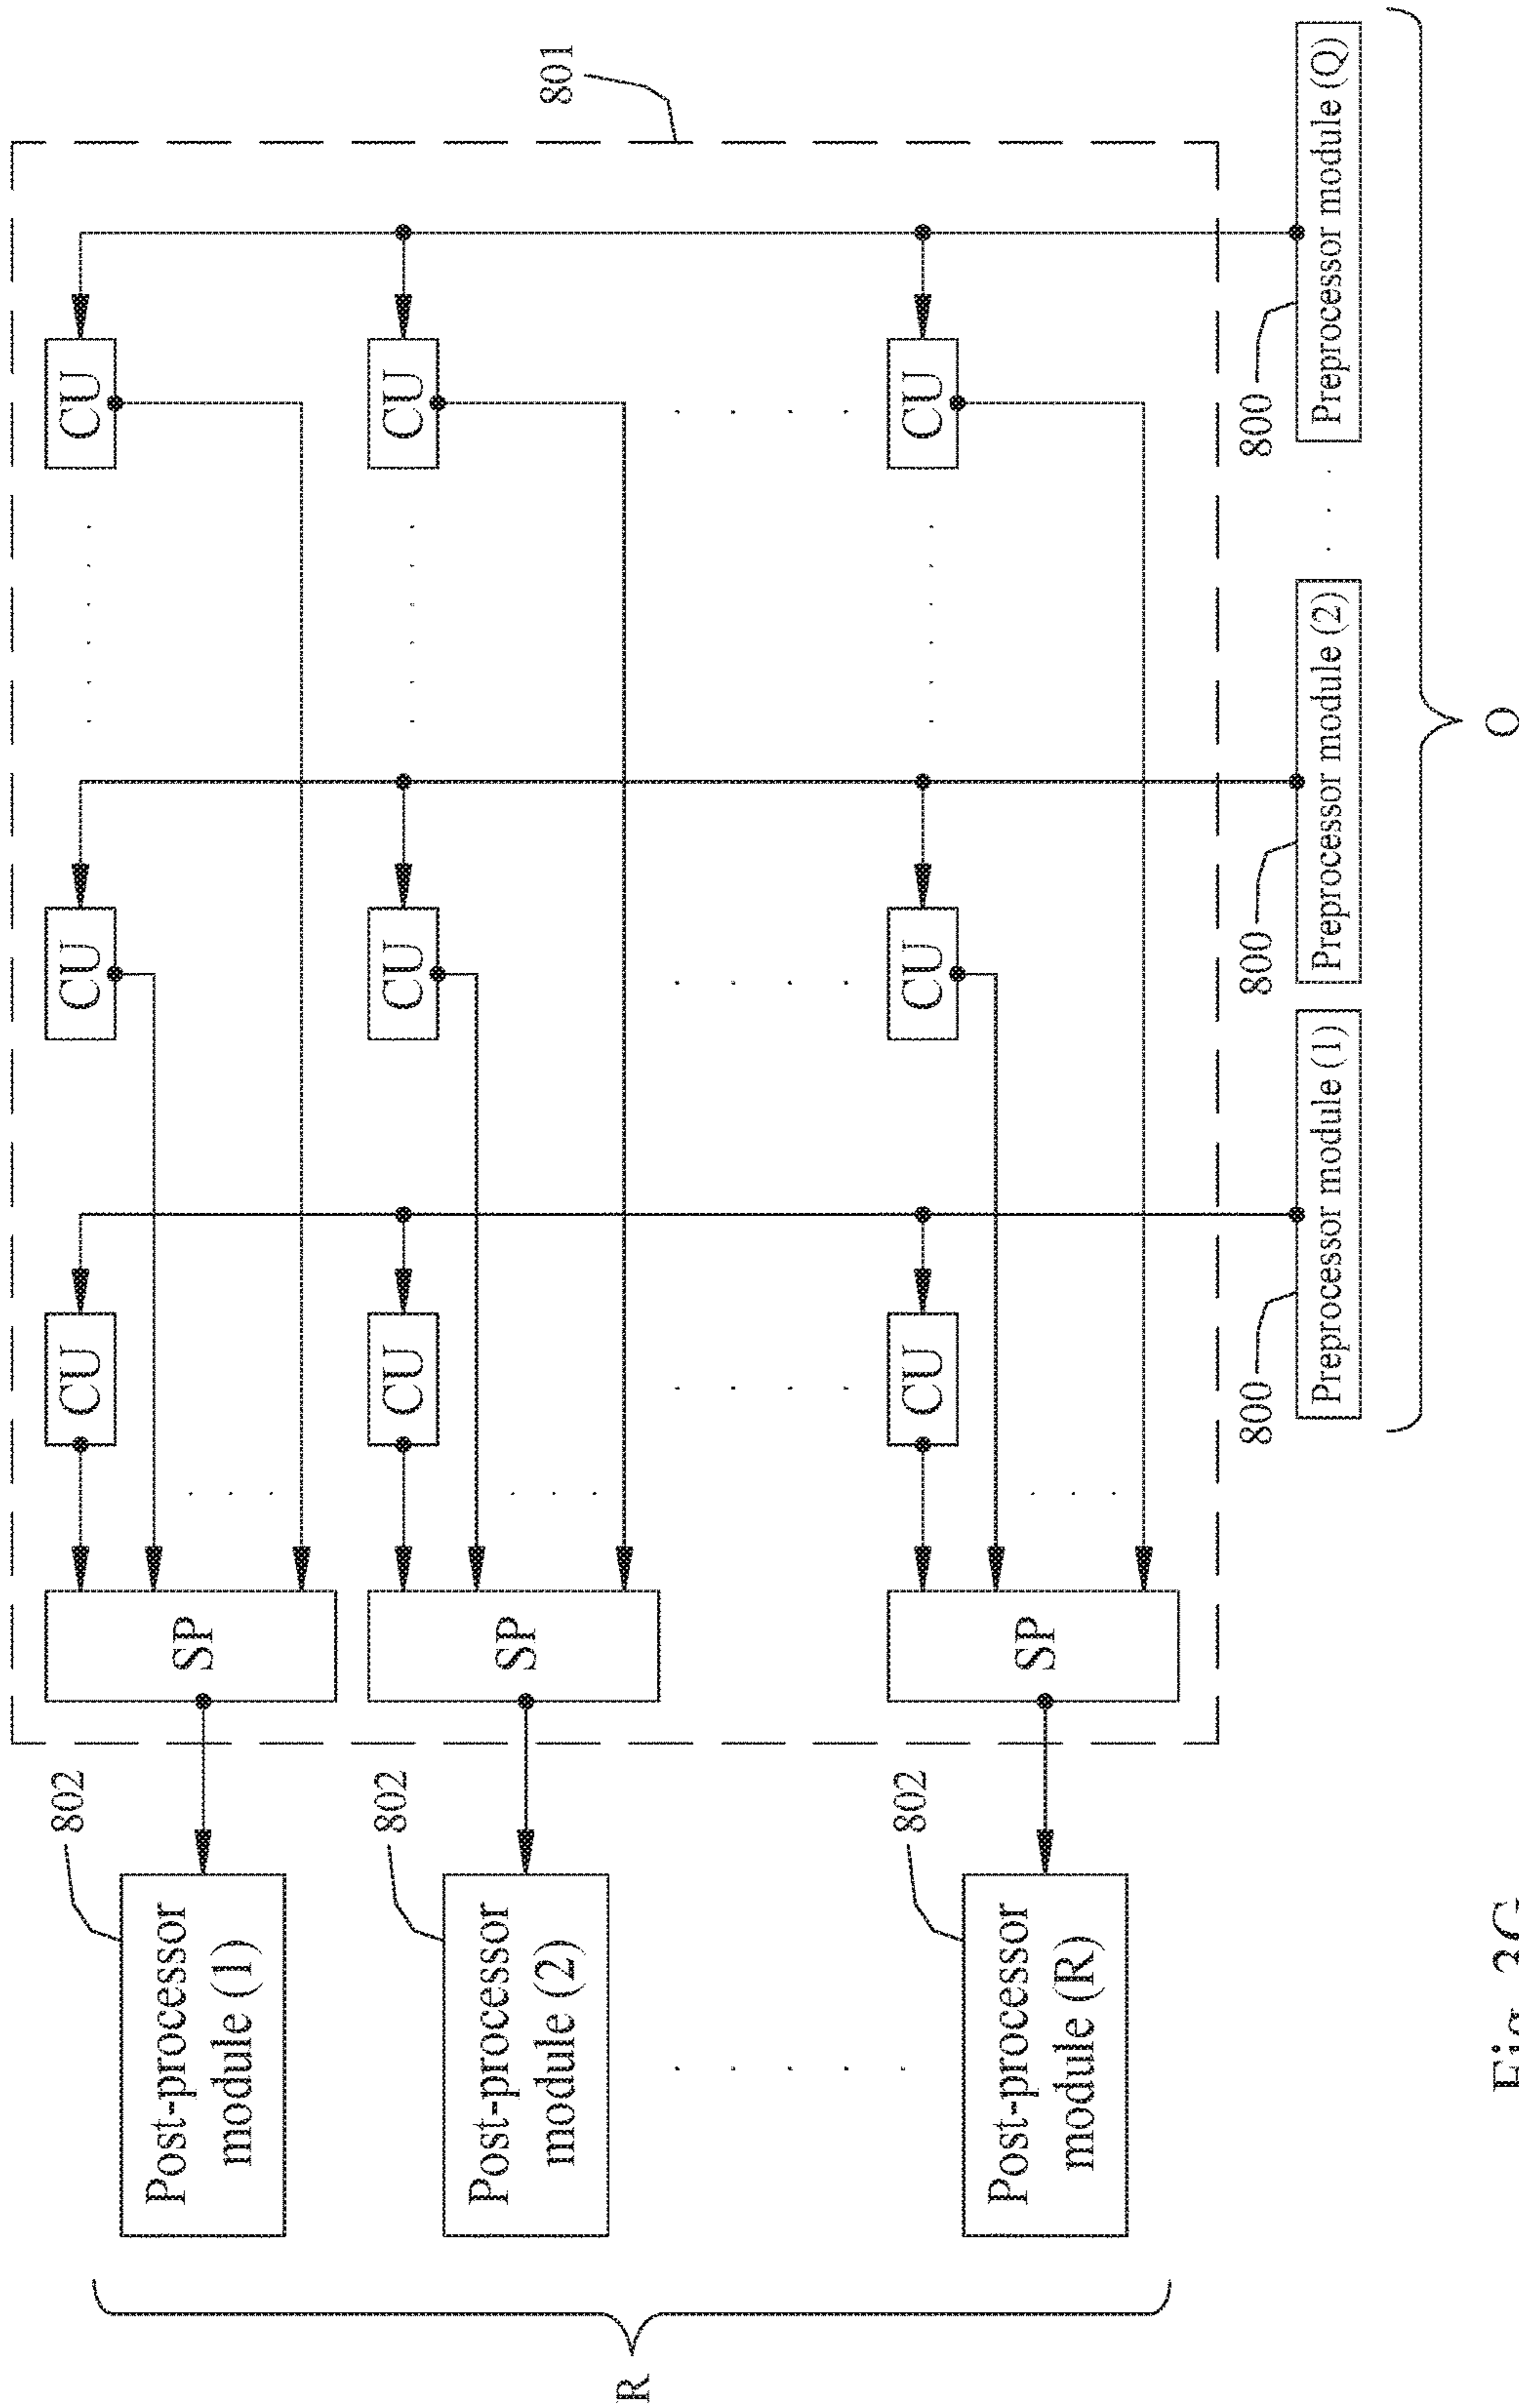 802
Post-processor
module (1)
SP
CU
CU
CU
802
Post-processor
module (2)
SP
CU
CU
CU
801
R
802
Post-processor
module (R)
SP
CU
CU
CU
800
800
800
Preprocessor module (1)
Preprocessor module (2)
Preprocessor module (Q)
Fig. 3G